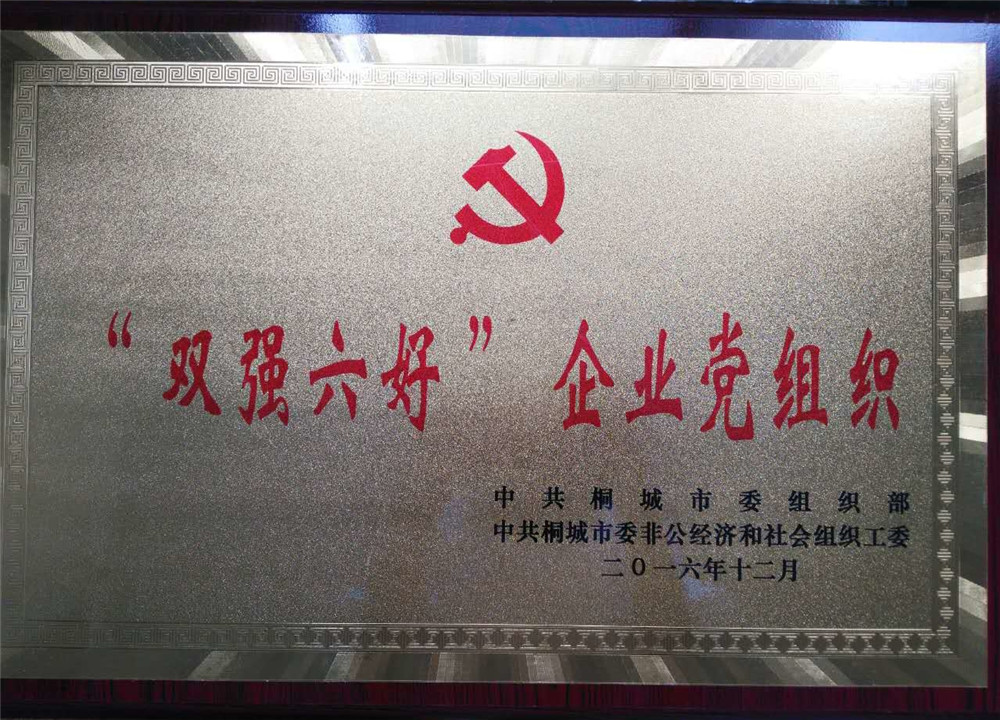 “双强六好” 企业党组织
中共桐城市委组织部
中共桐城市委非公经济和社会组织工委
二0一六年十二月